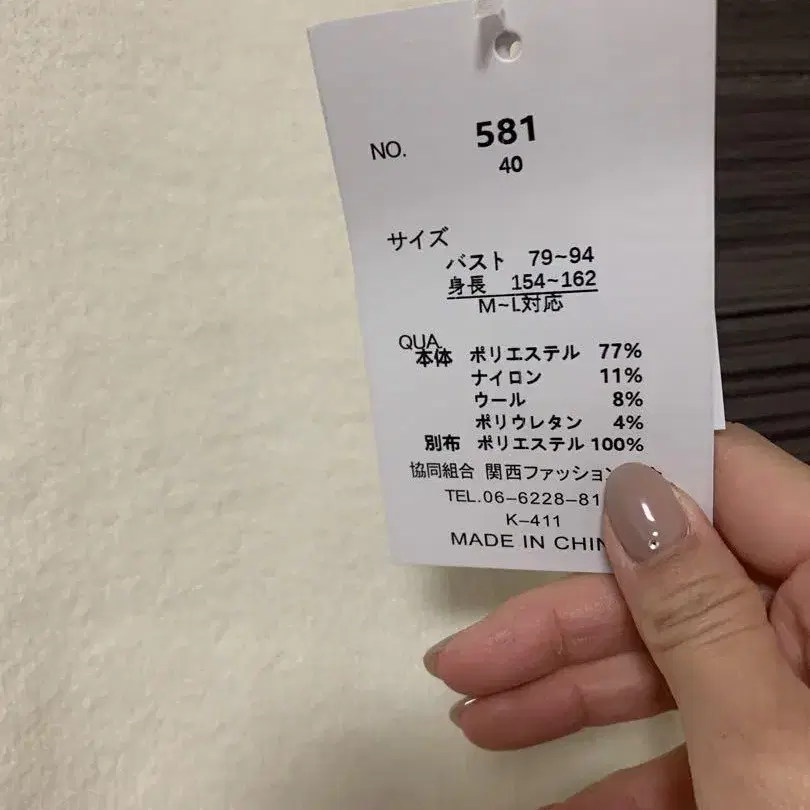 NO. 581
40
サイズ
バスト 79~94
身長 154~162
M~L対応
QUA.
本体 ポリエステル 77%
ナイロン 11%
ウール 8%
ポリウレタン 4%
別布 ポリエステル 100%
協同組合 関西ファッション
TEL.06-6228-81
K-411
MADE IN CHIN